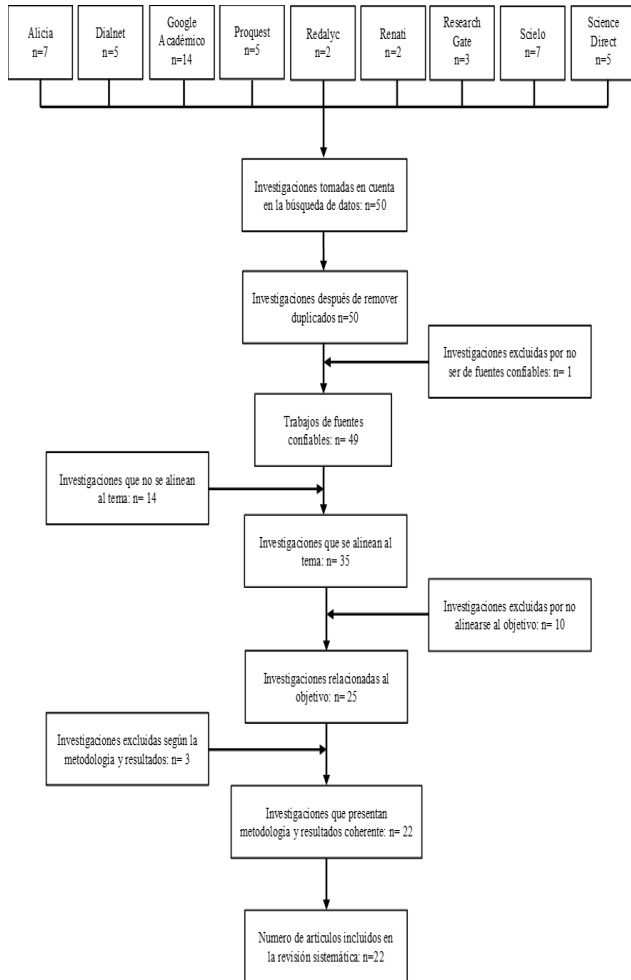 Alicia
n=7
Dialnet
n=5
Google
Académico
n=14
Proquest
n=5
Redalyc
n=2
Renati
n=2
Research
Gate
n=3
Scielo
n=7
Science
Direct
n=5
Investigaciones tomadas en cuenta
en la búsqueda de datos: n=50
Investigaciones después de remover
duplicados n=50
Investigaciones excluidas por no
ser de fuentes confiables: n= 1
Trabajos de fuentes
confiables: n= 49
Investigaciones que no se alinean
al tema: n= 14
Investigaciones que se alinean al
tema: n= 35
Investigaciones excluidas por no
alinearse al objetivo: n= 10
Investigaciones relacionadas al
objetivo: n= 25
Investigaciones excluidas según la
metodología y resultados: n= 3
Investigaciones que presentan
metodología y resultados coherente: n= 22
Numero de artículos incluidos en
la revisión sistemática: n=22